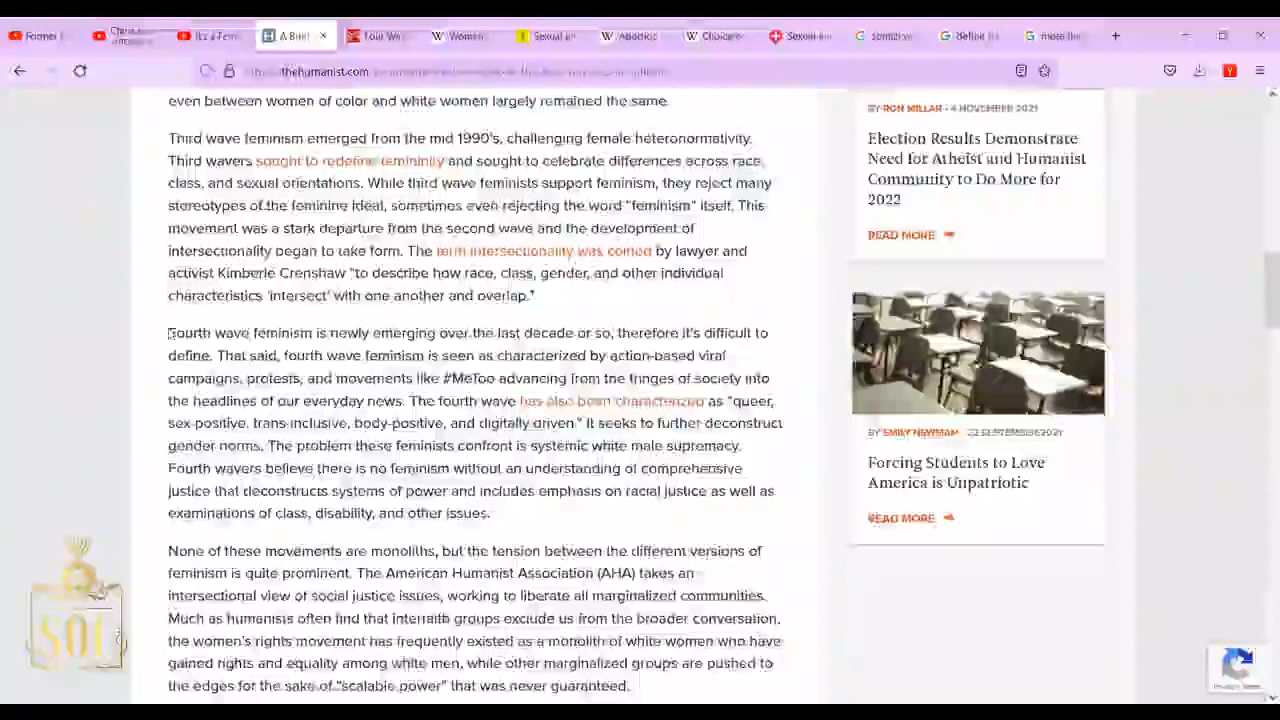 A Brief
Women
Sexual
W
thehumanist.com
even between women of color and white women largely remained the same.
Third wave feminism emerged from the mid 1990's, challenging female heteronormativity.
Third wavers sought to redefine femininity and sought to celebrate differences across race,
class, and sexual orientations. While third wave feminists support feminism, they reject many
stereotypes of the feminine ideal, sometimes even rejecting the word "feminism" itself. This
movement was a stark departure from the second wave and the development of
intersectionality began to take form. The term intersectionality was coined by lawyer and
activist Kimberlé Crenshaw "to describe how race, class, gender, and other individual
characteristics 'intersect' with one another and overlap."
Fourth wave feminism is newly emerging over the last decade or so, therefore it's difficult to
define. That said, fourth wave feminism is seen as characterized by action-based viral
campaigns, protests, and movements like #MeToo advancing from the fringes of society into
the headlines of our everyday news. The fourth wave has also been characterized as "queer,
sex-positive, trans-inclusive, body-positive, and digitally driven." It seeks to further deconstruct
gender norms. The problem these feminists confront is systemic white male supremacy.
Fourth wavers believe there is no feminism without an understanding of comprehensive
justice that deconstructs systems of power and includes emphasis on racial justice as well as
examinations of class, disability, and other issues.
None of these movements are monoliths, but the tension between the different versions of
feminism is quite prominent. The American Humanist Association (AHA) takes an
intersectional view of social justice issues, working to liberate all marginalized communities.
Much as humanists often find that interfaith groups exclude us from the broader conversation,
the women's rights movement has frequently existed as a monolith of white women who have
gained rights and equality among white men, while other marginalized groups are pushed to
the edges for the sake of "scalable power" that was never guaranteed.
BY RON MILLAR • 4 NOVEMBER 2021
Election Results Demonstrate
Need for Atheist and Humanist
Community to Do More for
2022
READ MORE
BY EMILY NEWMAN • 22 SEPTEMBER 2021
Forcing Students to Love
America is Unpatriotic
READ MORE
SOC